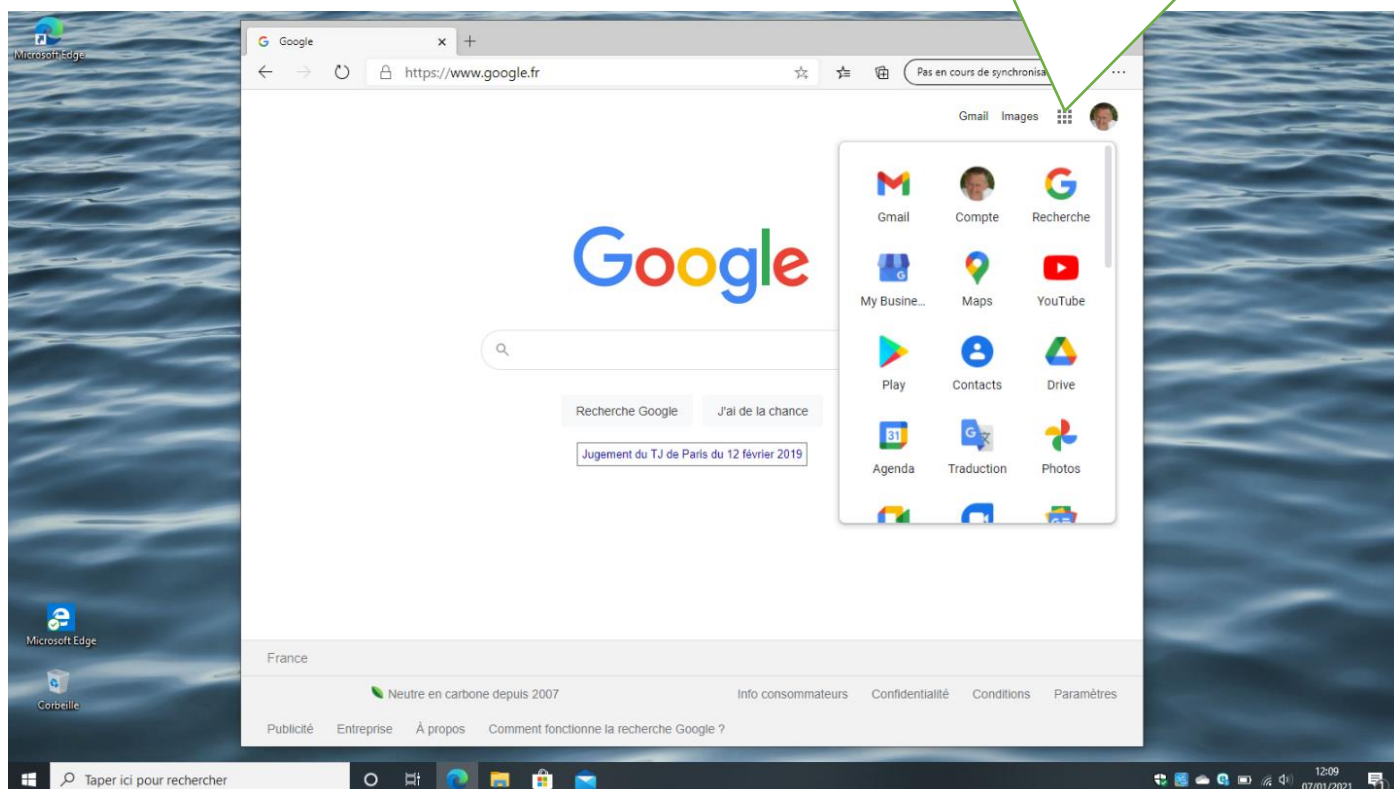 Microsoft Edge
Google
https://www.google.fr
Pas en cours de synchronisa
Gmail Images
Gmail Compte Recherche
My Busine... Maps YouTube
Play Contacts Drive
Agenda Traduction Photos
Google
Recherche Google J'ai de la chance
Jugement du TJ de Paris du 12 février 2019
Microsoft Edge
Corbeille
France
Neutre en carbone depuis 2007 Info consommateurs Confidentialité Conditions Paramètres
Publicité Entreprise À propos Comment fonctionne la recherche Google ?
Taper ici pour rechercher
12:09
07/01/2021